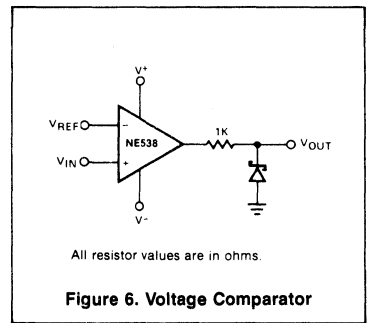 V+
VREF
−
NE538
1K
VOUT
VIN
+
V−
All resistor values are in ohms.
Figure 6. Voltage Comparator